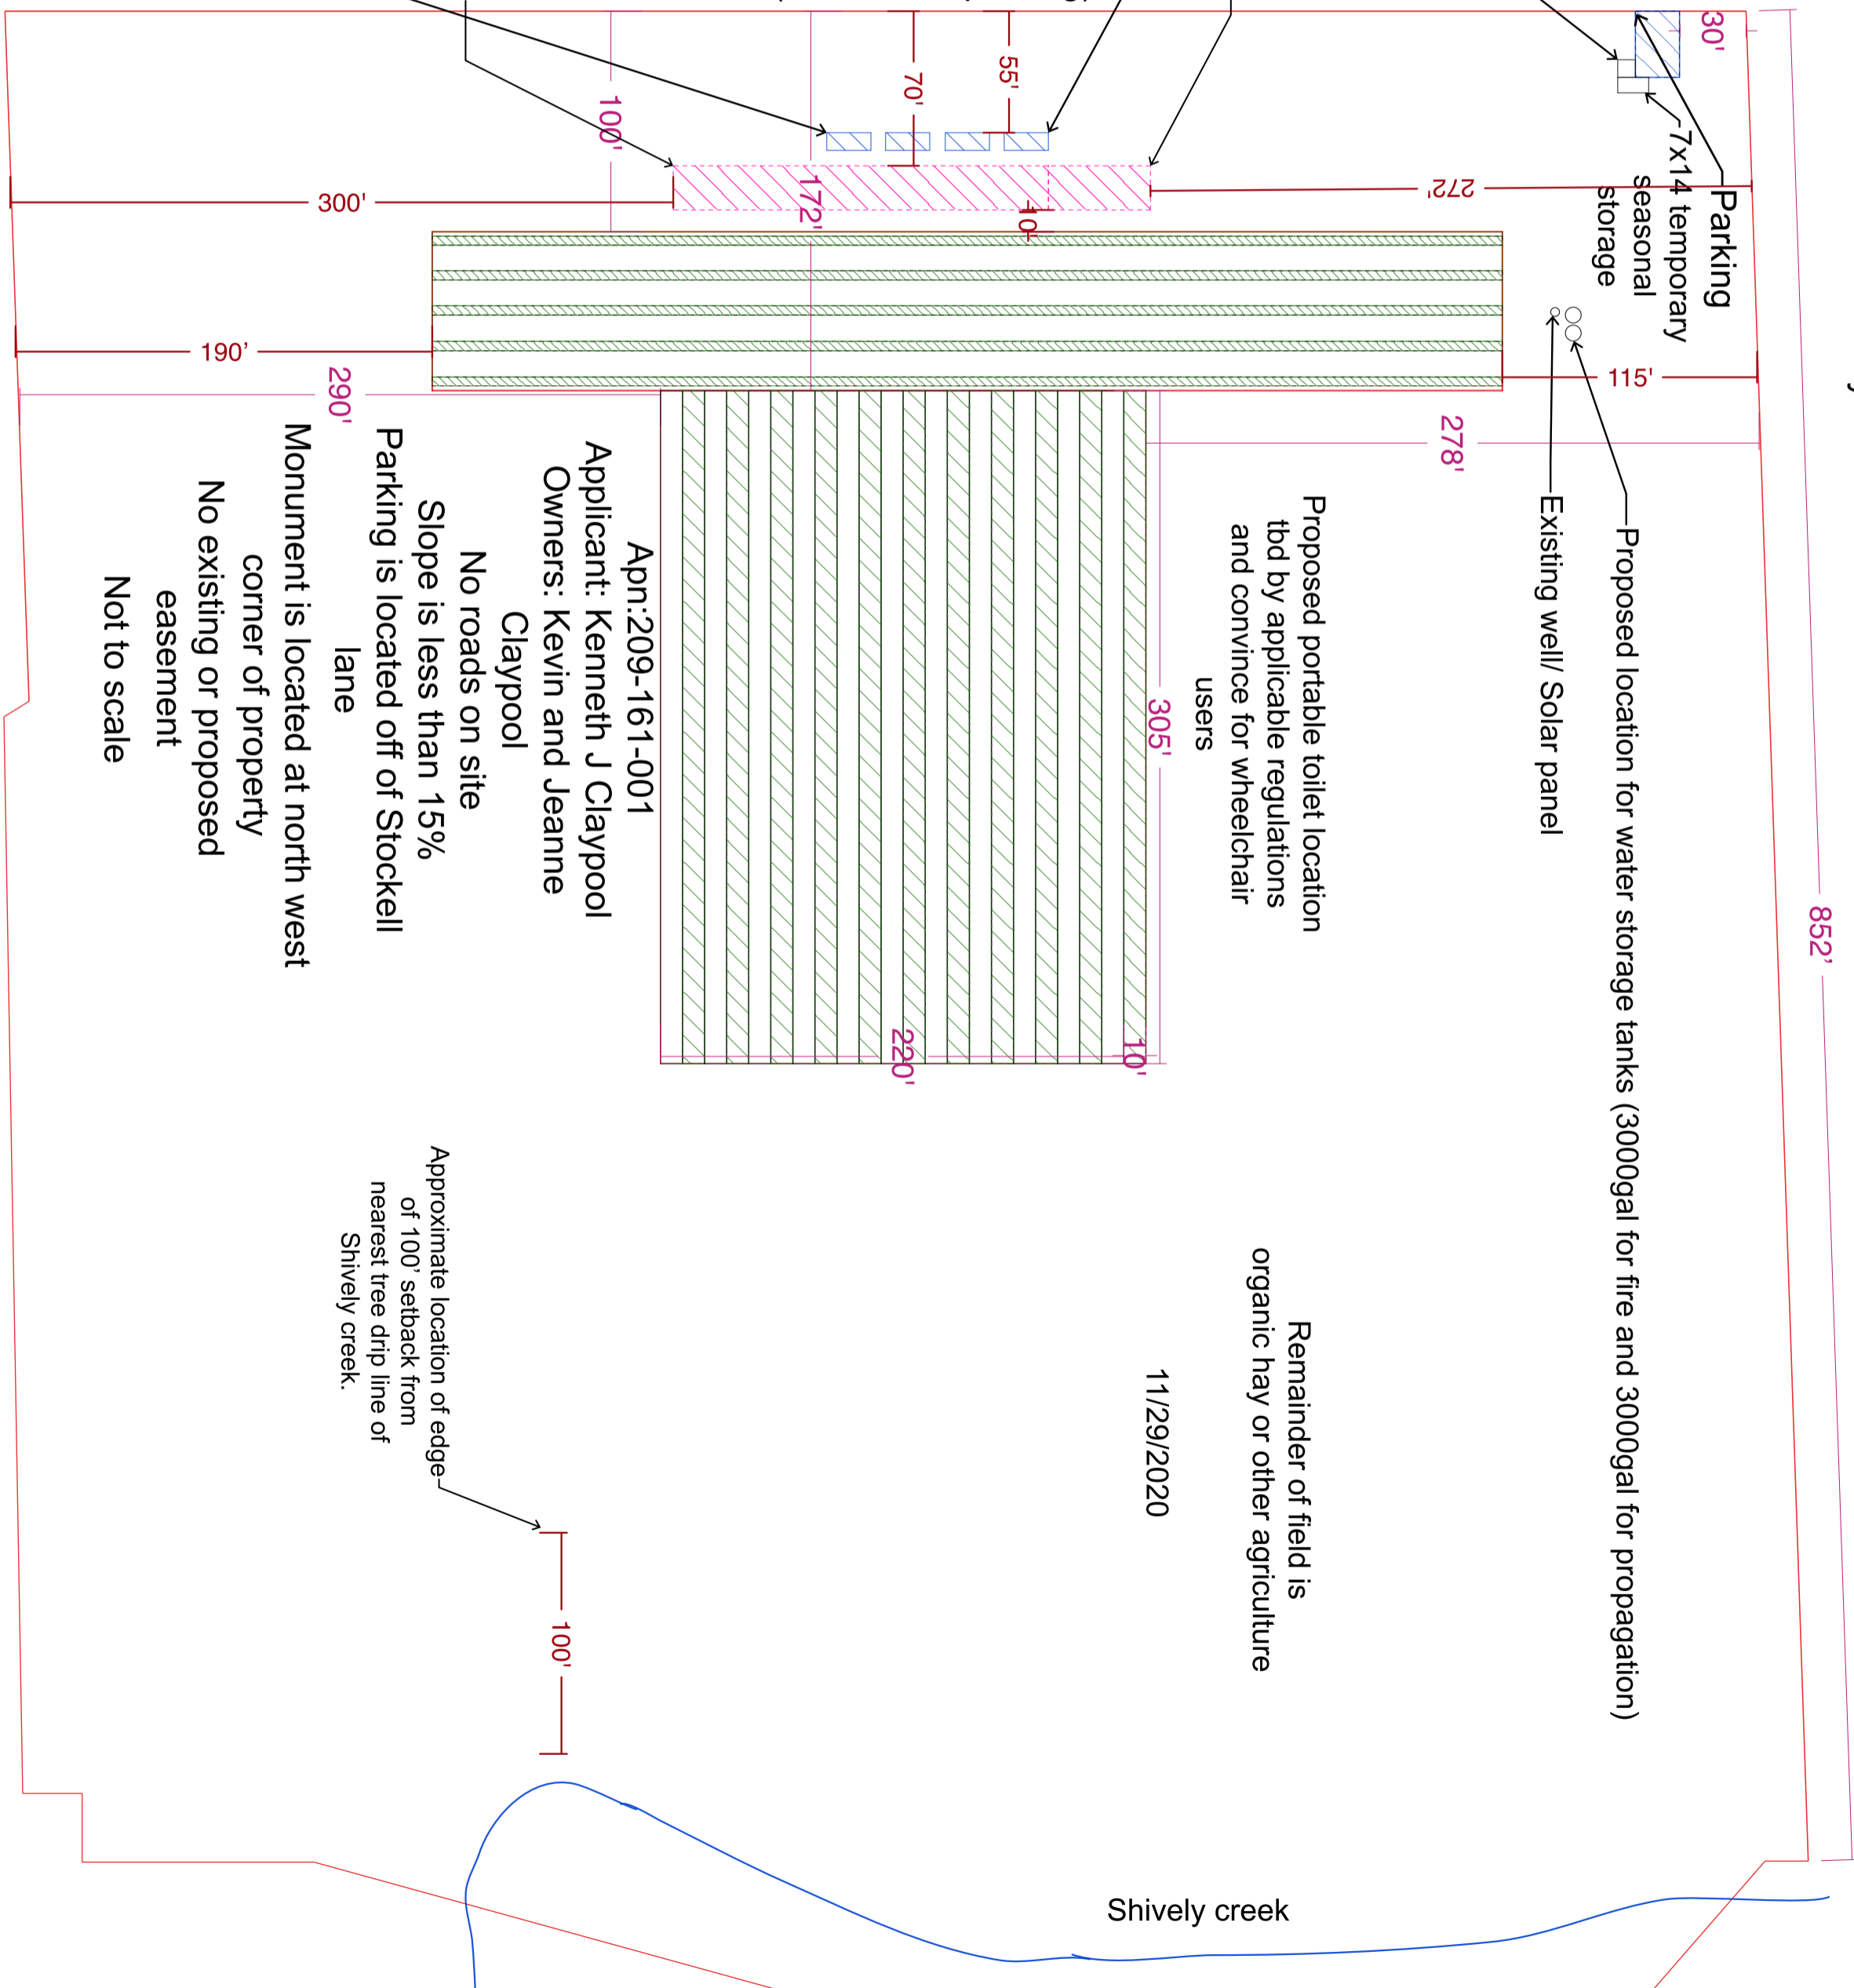 30'
55'
70'
100'
172'
300'
272'
10'
190'
290'
115'
278'
Parking
7x14 temporary
seasonal
storage
Proposed location for water storage tanks (3000gal for fire and 3000gal for propagation)
Existing well/ Solar panel
Proposed portable toilet location
tbd by applicable regulations
and convince for wheelchair
users
852'
305'
220'
10'
Apn:209-161-001
Applicant: Kenneth J Claypool
Owners: Kevin and Jeanne
Claypool
No roads on site
Slope is less than 15%
Parking is located off of Stockell
lane
Monument is located at north west
corner of property
No existing or proposed
easement
Not to scale
Remainder of field is
organic hay or other agriculture
11/29/2020
Approximate location of edge
of 100' setback from
nearest tree drip line of
Shively creek.
100'
Shively creek